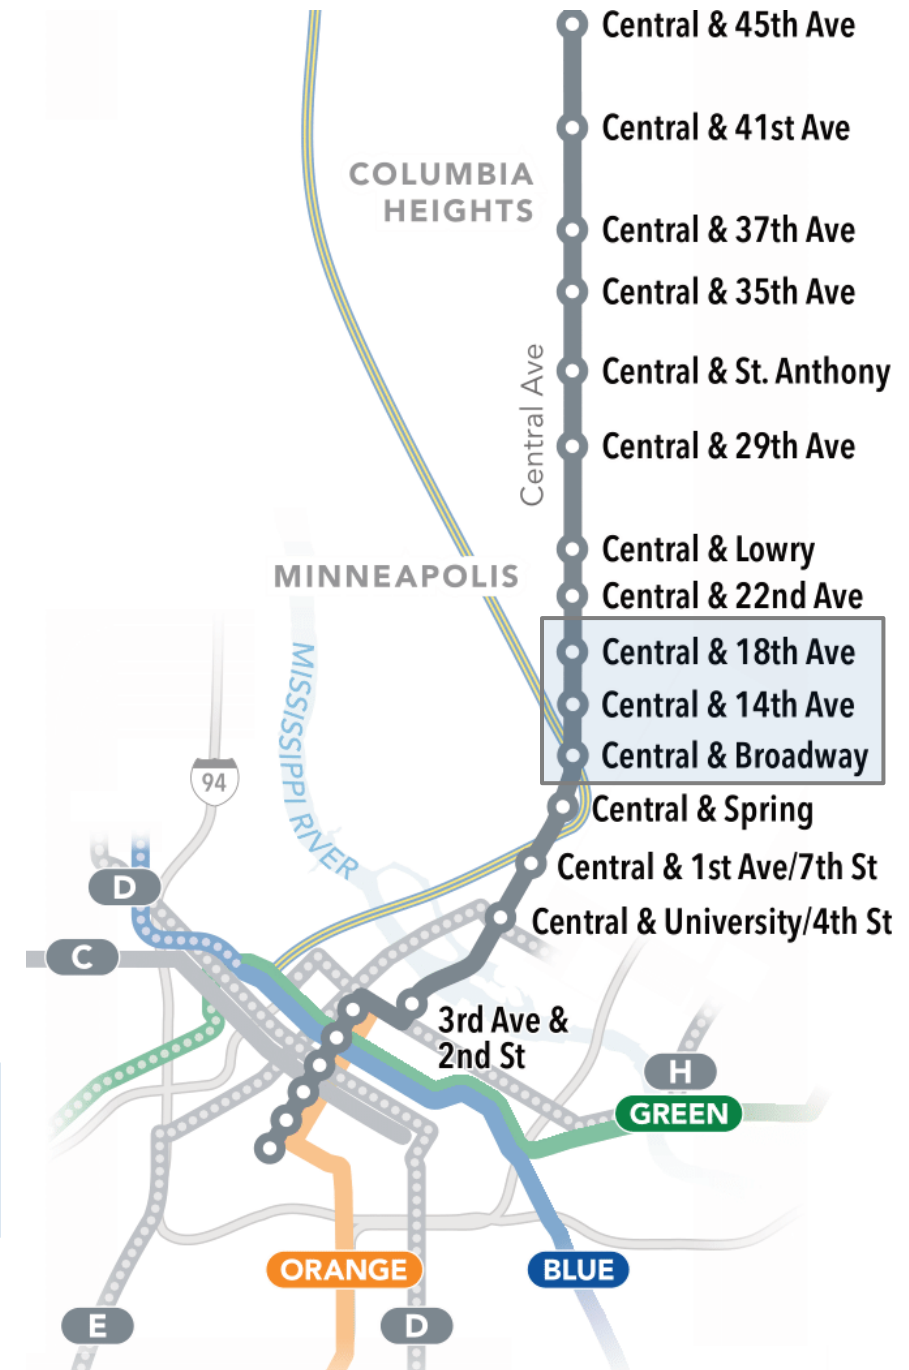 Central & 45th Ave
Central & 41st Ave
COLUMBIA
HEIGHTS
Central & 37th Ave
Central & 35th Ave
Central Ave
Central & St. Anthony
Central & 29th Ave
Central & Lowry
MINNEAPOLIS
Central & 22nd Ave
Central & 18th Ave
Central & 14th Ave
Central & Broadway
MISSISSIPPI RIVER
94
Central & Spring
Central & 1st Ave/7th St
D
Central & University/4th St
C
3rd Ave &
2nd St
H
GREEN
ORANGE
BLUE
E
D